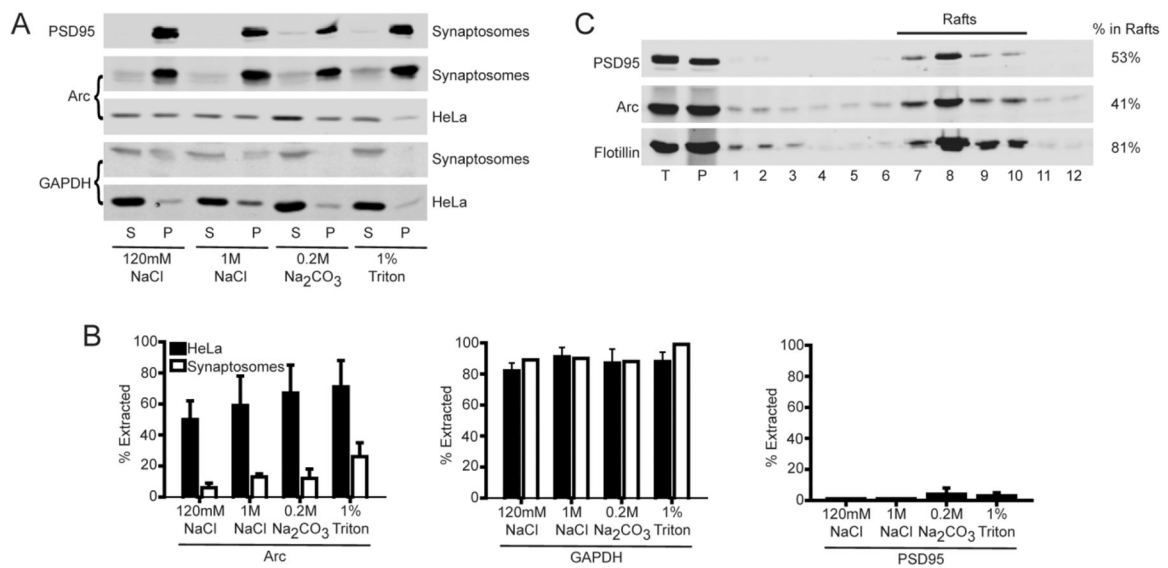 A
PSD95
Synaptosomes
Synaptosomes
Arc
HeLa
Synaptosomes
GAPDH
HeLa
S P S P S P S P
120mM 1M 0.2M 1%
NaCl NaCl Na2CO3 Triton
C
Rafts
% in Rafts
PSD95 53%
Arc 41%
Flotillin 81%
T P 1 2 3 4 5 6 7 8 9 10 11 12
B
% Extracted
100
80
60
40
20
0
HeLa
Synaptosomes
120mM 1M 0.2M 1%
NaCl NaCl Na2CO3 Triton
Arc
% Extracted
100
80
60
40
20
0
120mM 1M 0.2M 1%
NaCl NaCl Na2CO3 Triton
GAPDH
% Extracted
100
80
60
40
20
0
120mM 1M 0.2M 1%
NaCl NaCl Na2CO3 Triton
PSD95